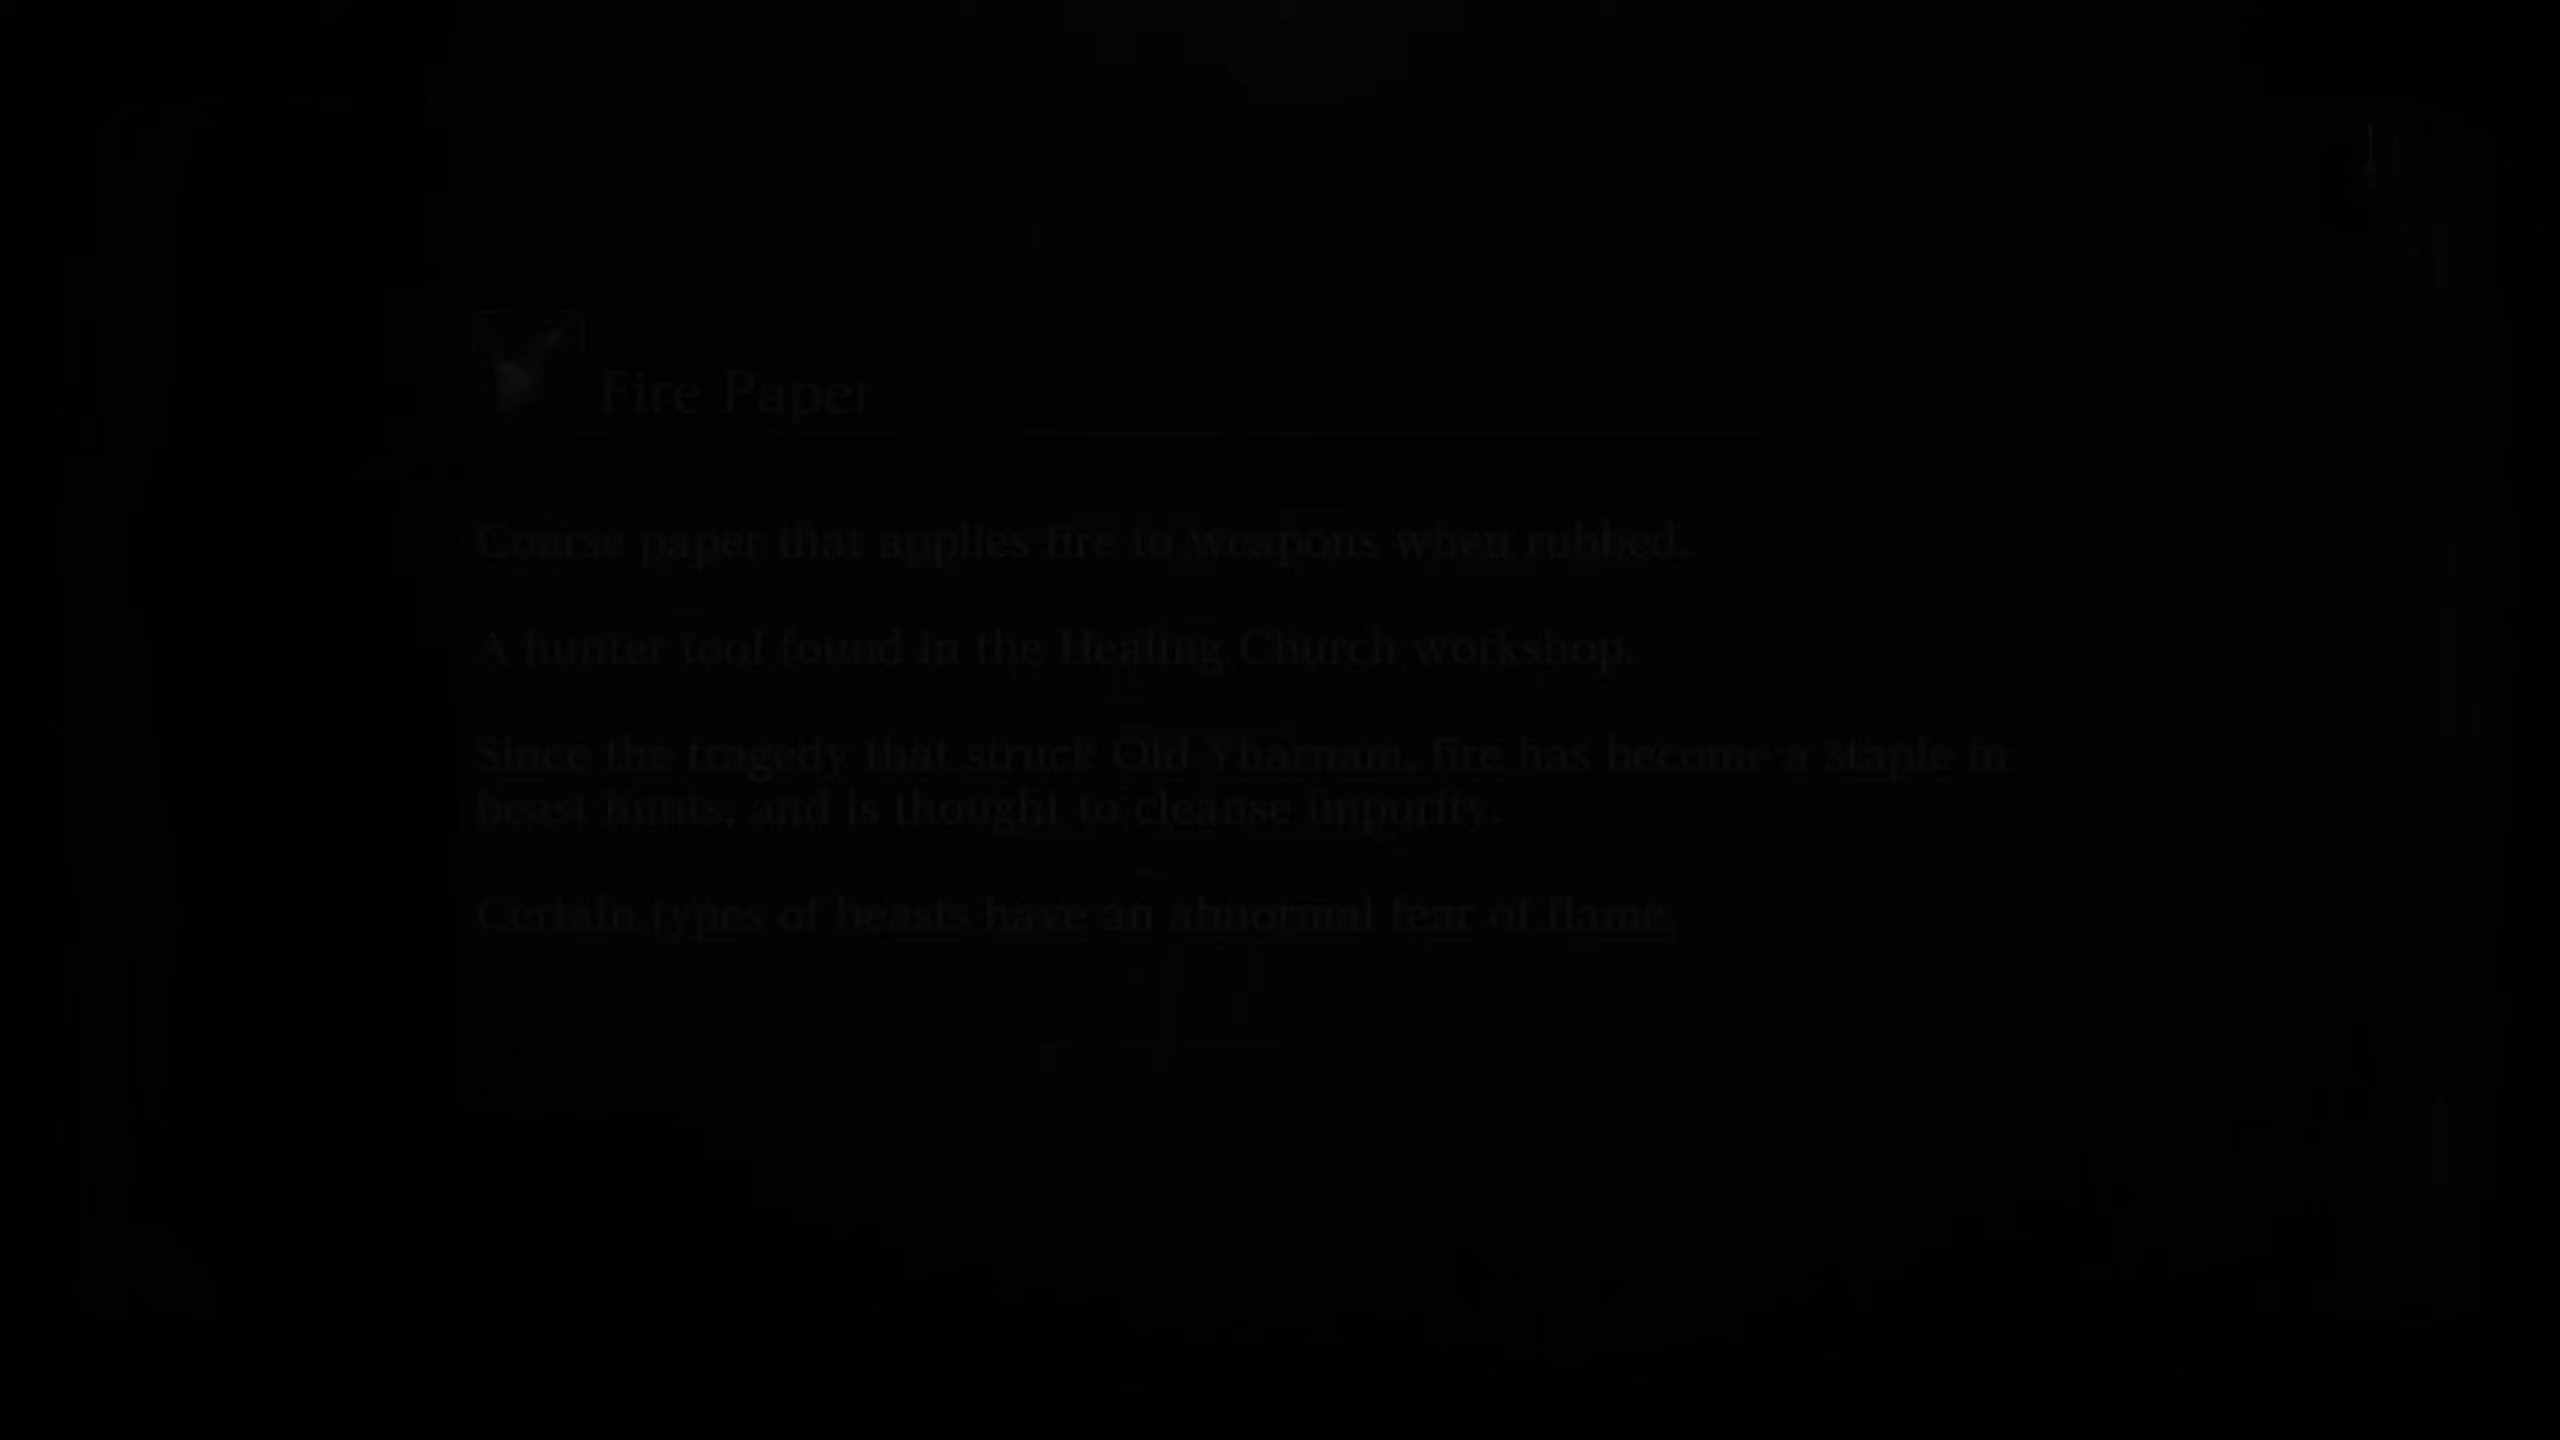 Fire Paper
Coarse paper that applies fire to weapons when rubbed.
A hunter tool found in the Healing Church workshop.
Since the tragedy that struck Old Yharnam, fire has become a staple in
beast hunts, and is thought to cleanse impurity.
Certain types of beasts have an abnormal fear of flame.